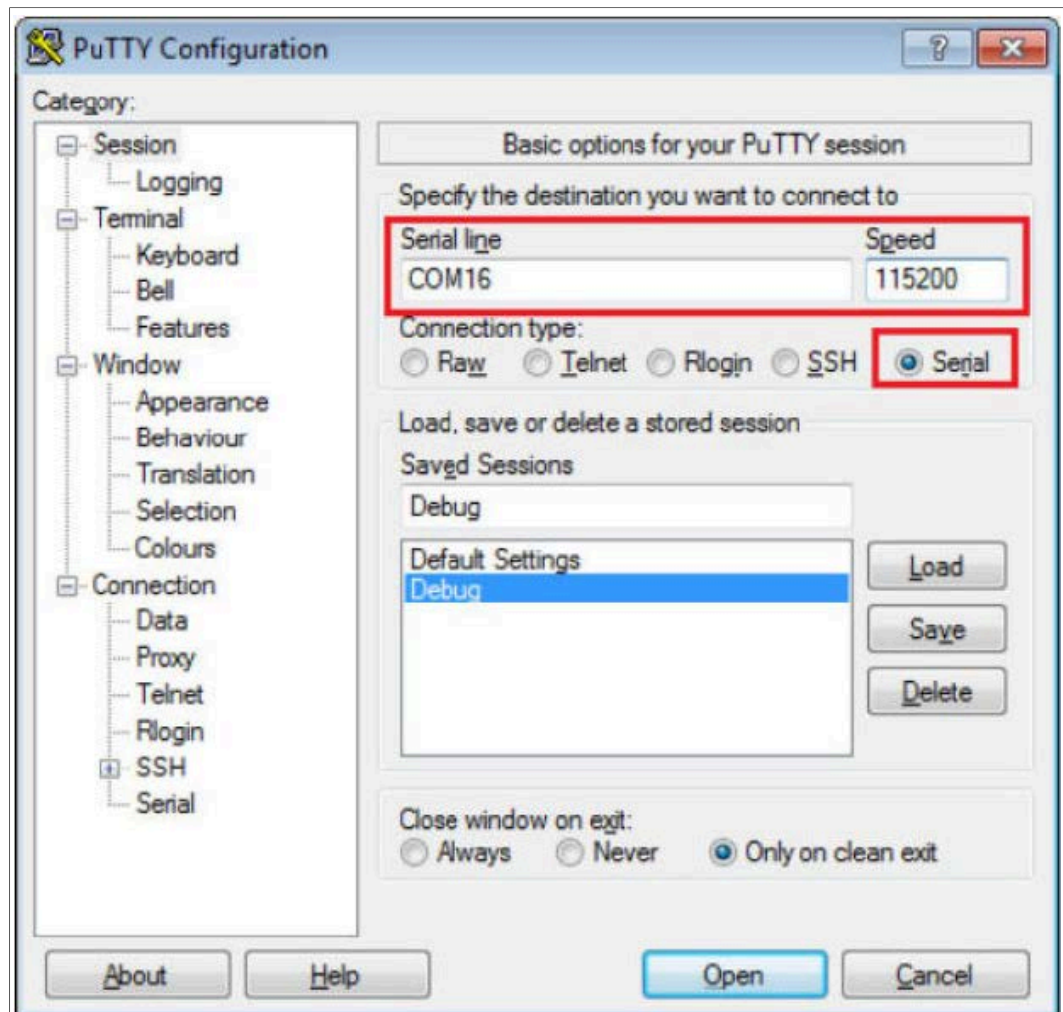 PuTTY Configuration
Category:
Session
Logging
Terminal
Keyboard
Bell
Features
Window
Appearance
Behaviour
Translation
Selection
Colours
Connection
Data
Proxy
Telnet
Rlogin
SSH
Serial
Basic options for your PuTTY session
Specify the destination you want to connect to
Serial line Speed
COM16 115200
Connection type:
Raw Telnet Rlogin SSH Serial
Load, save or delete a stored session
Saved Sessions
Debug
Default Settings
Debug
Load
Save
Delete
Close window on exit:
Always Never Only on clean exit
About Help Open Cancel